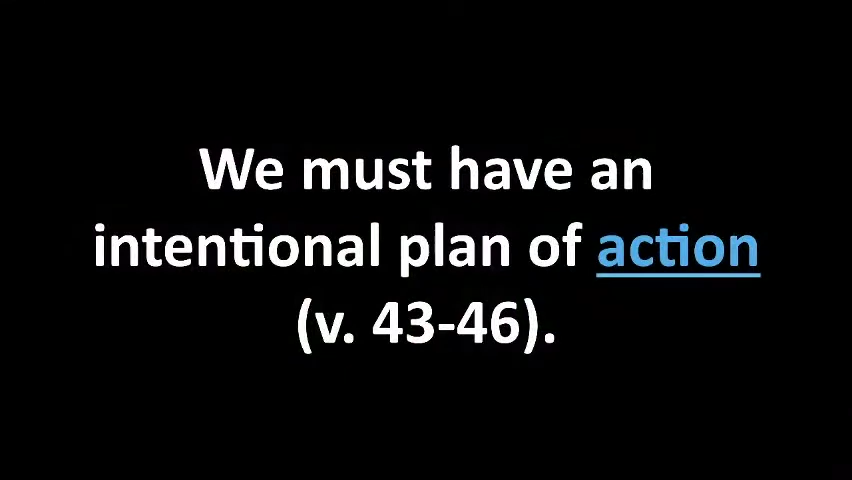 We must have an
intentional plan of action
(v. 43-46).